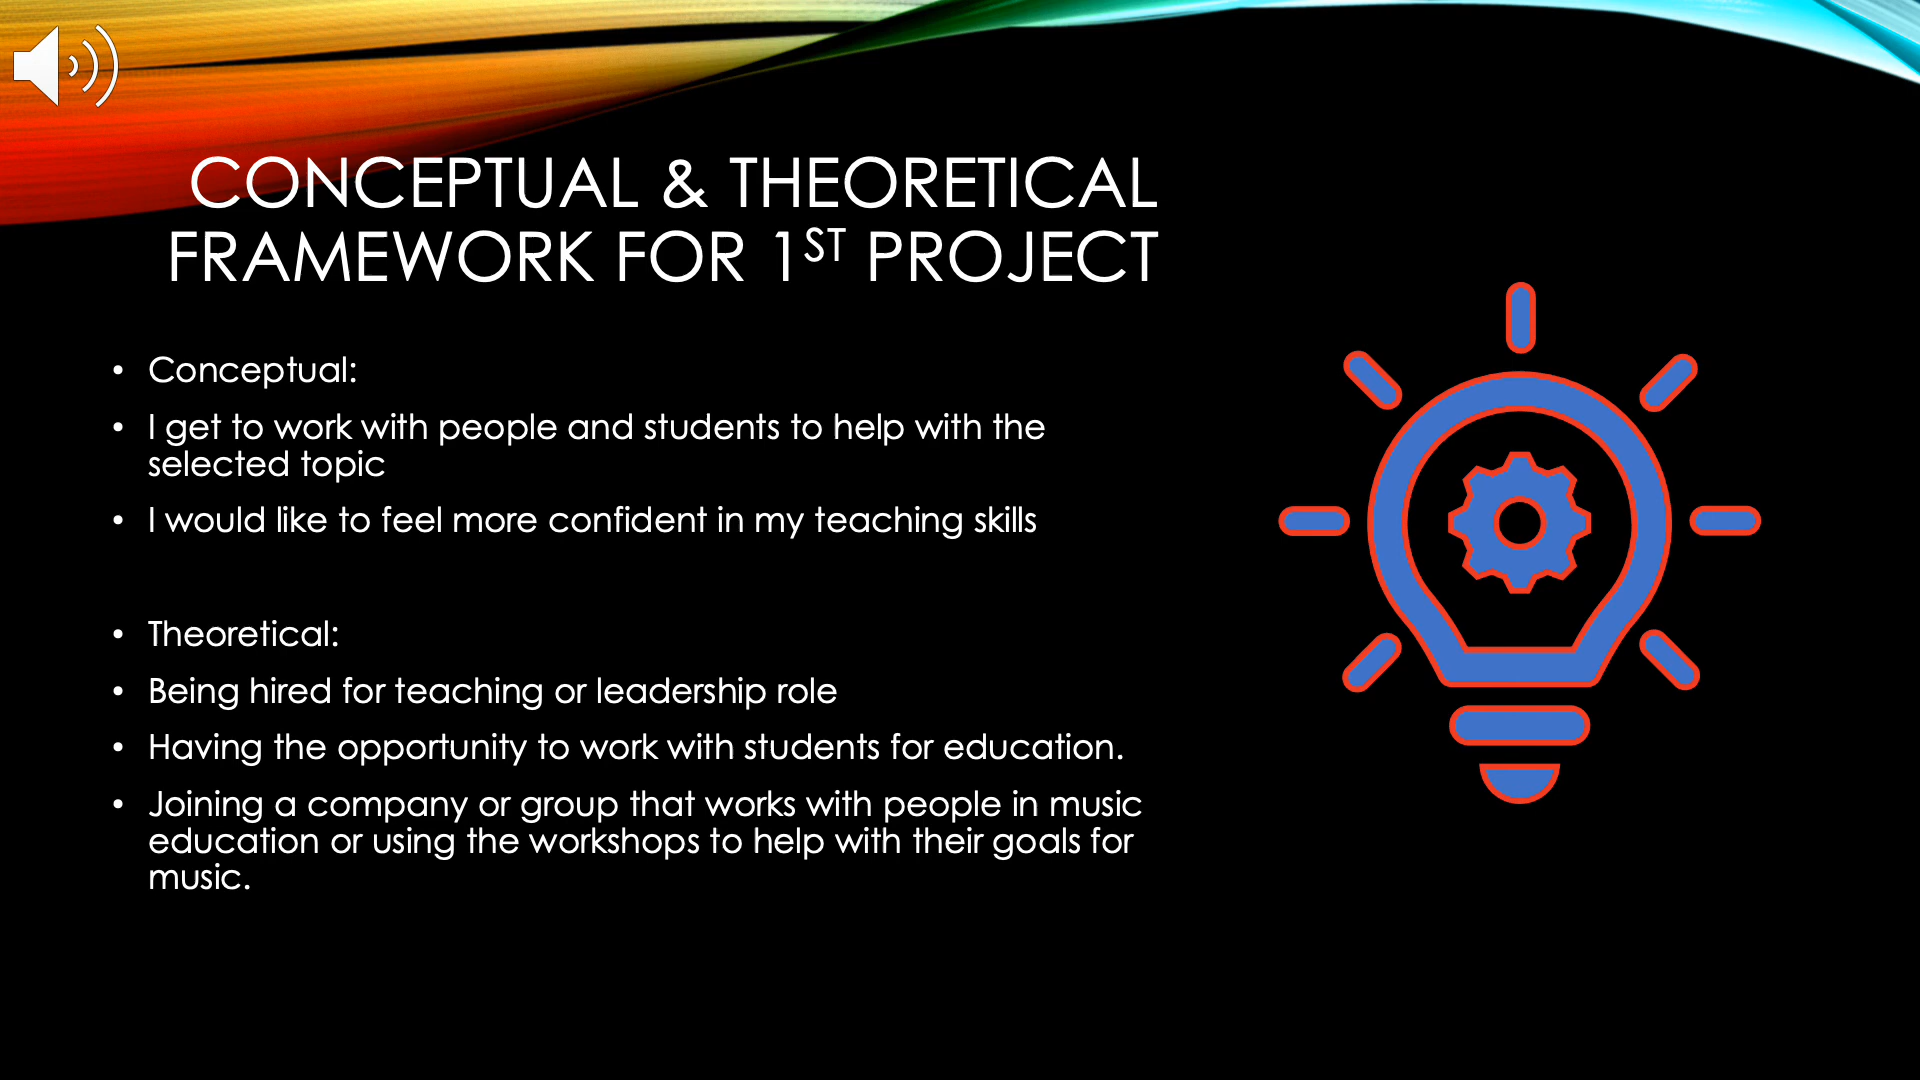 CONCEPTUAL & THEORETICAL
FRAMEWORK FOR 1ST PROJECT
• Conceptual:
• I get to work with people and students to help with the
selected topic
• I would like to feel more confident in my teaching skills
• Theoretical:
• Being hired for teaching or leadership role
• Having the opportunity to work with students for education.
• Joining a company or group that works with people in music
education or using the workshops to help with their goals for
music.